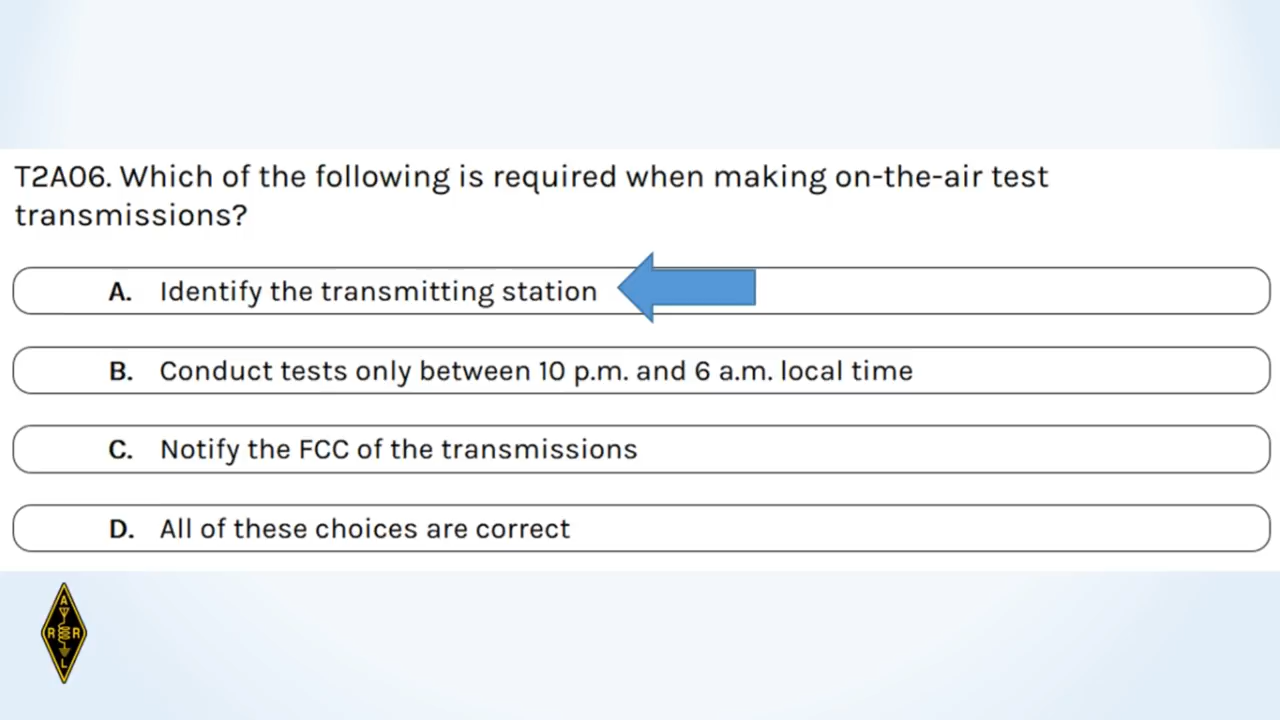 T2A06. Which of the following is required when making on-the-air test
transmissions?
A. Identify the transmitting station
B. Conduct tests only between 10 p.m. and 6 a.m. local time
C. Notify the FCC of the transmissions
D. All of these choices are correct
A
R R
L